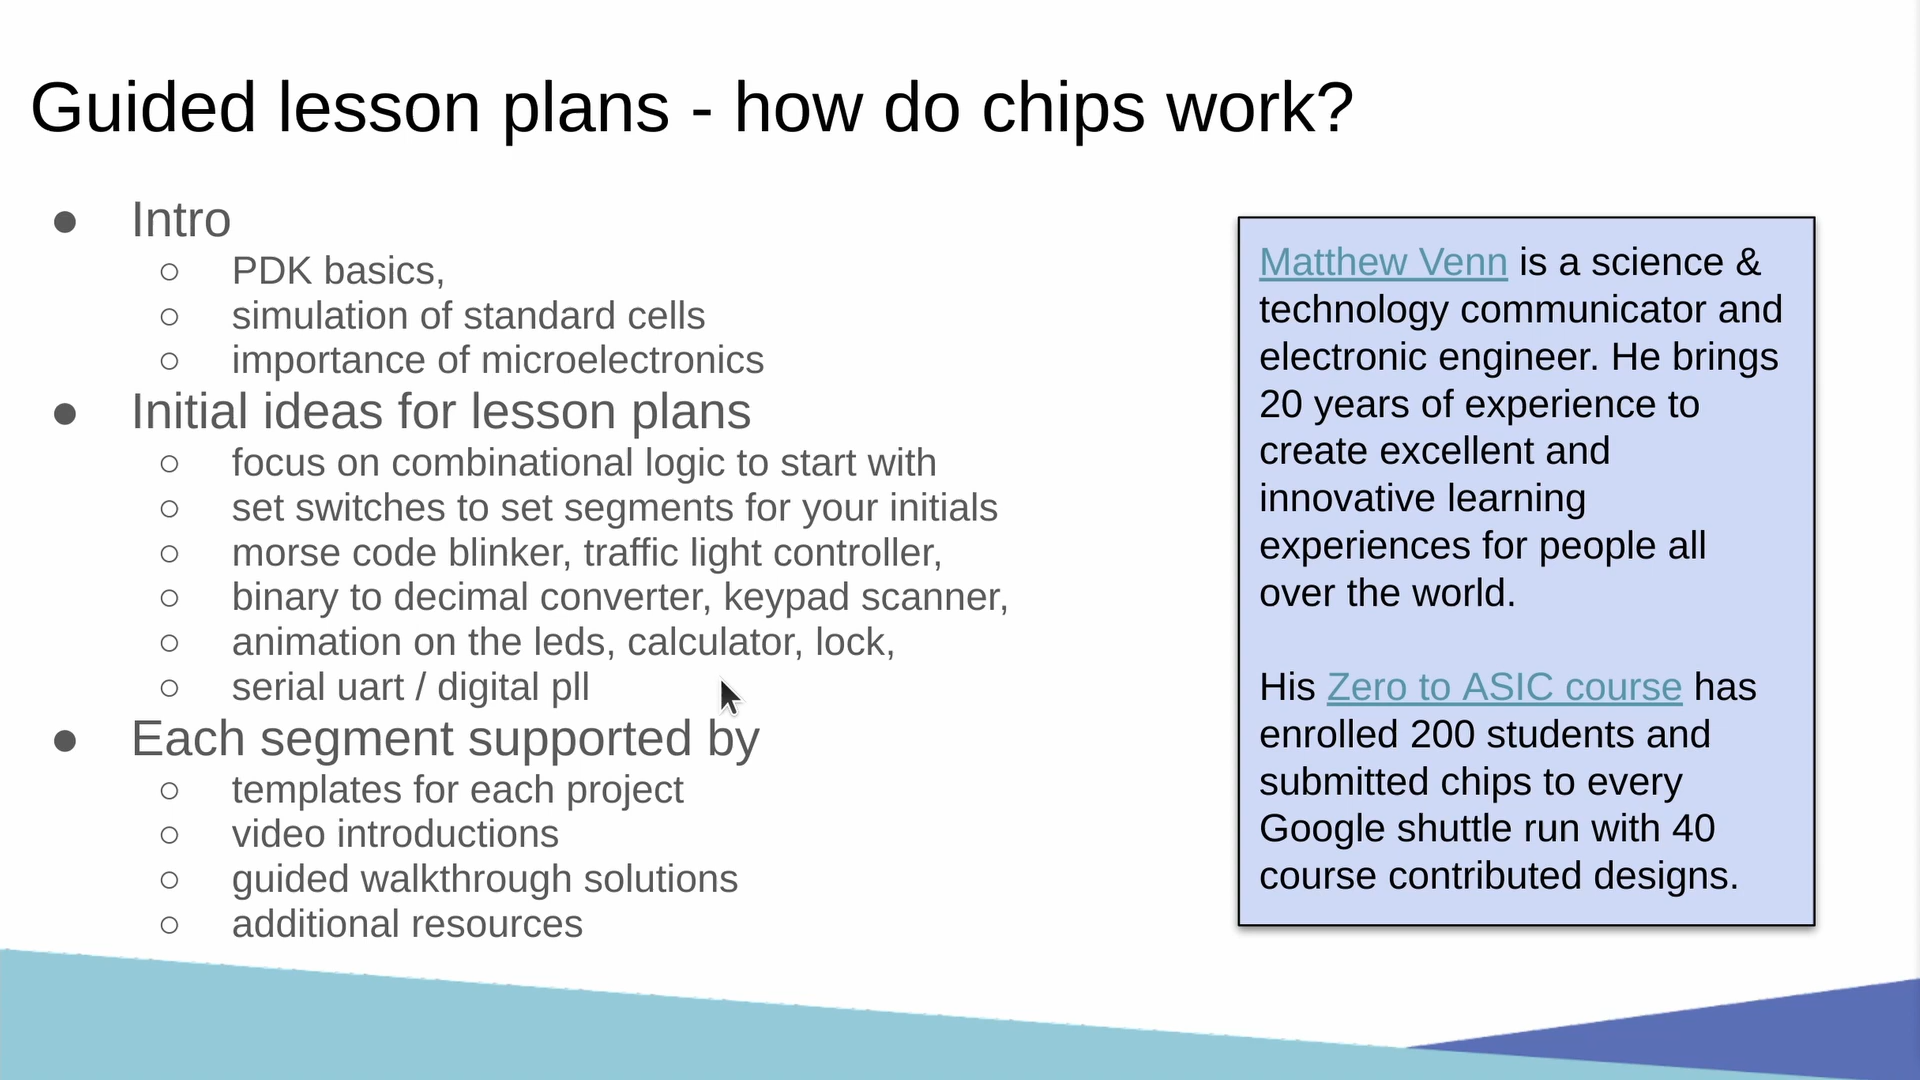 Guided lesson plans - how do chips work?
● Intro
○ PDK basics,
○ simulation of standard cells
○ importance of microelectronics
● Initial ideas for lesson plans
○ focus on combinational logic to start with
○ set switches to set segments for your initials
○ morse code blinker, traffic light controller,
○ binary to decimal converter, keypad scanner,
○ animation on the leds, calculator, lock,
○ serial uart / digital pll
● Each segment supported by
○ templates for each project
○ video introductions
○ guided walkthrough solutions
○ additional resources
Matthew Venn is a science &
technology communicator and
electronic engineer. He brings
20 years of experience to
create excellent and
innovative learning
experiences for people all
over the world.
His Zero to ASIC course has
enrolled 200 students and
submitted chips to every
Google shuttle run with 40
course contributed designs.